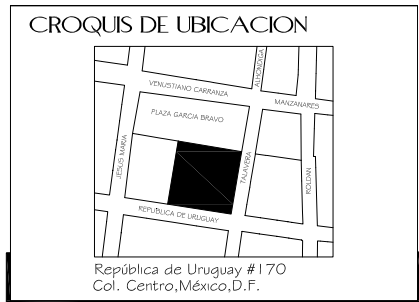 CROQUIS DE UBICACION
ALHONDIGA
VENUSTIANO CARRANZA
MANZANARES
PLAZA GARCIA BRAVO
JESUS MARIA
TALAVERA
ROLDAN
REPUBLICA DE URUGUAY
República de Uruguay #170
Col. Centro,México,D.F.